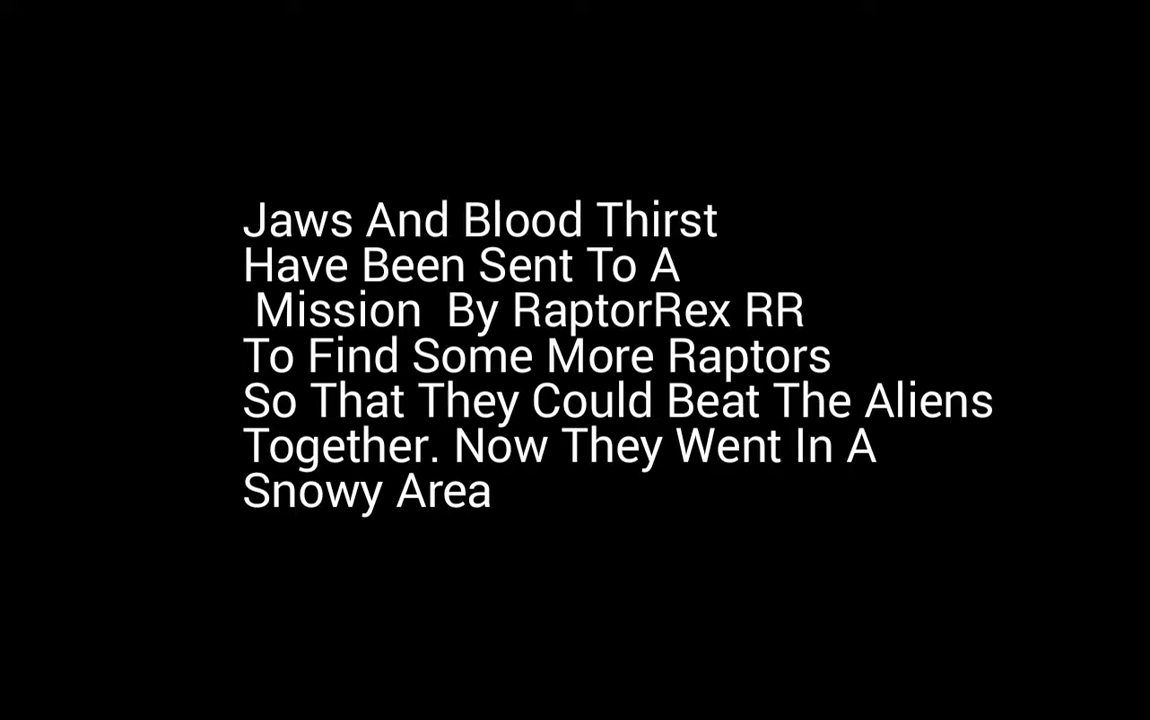 Jaws And Blood Thirst
Have Been Sent To A
Mission  By RaptorRex RR
To Find Some More Raptors
So That They Could Beat The Aliens
Together. Now They Went In A
Snowy Area